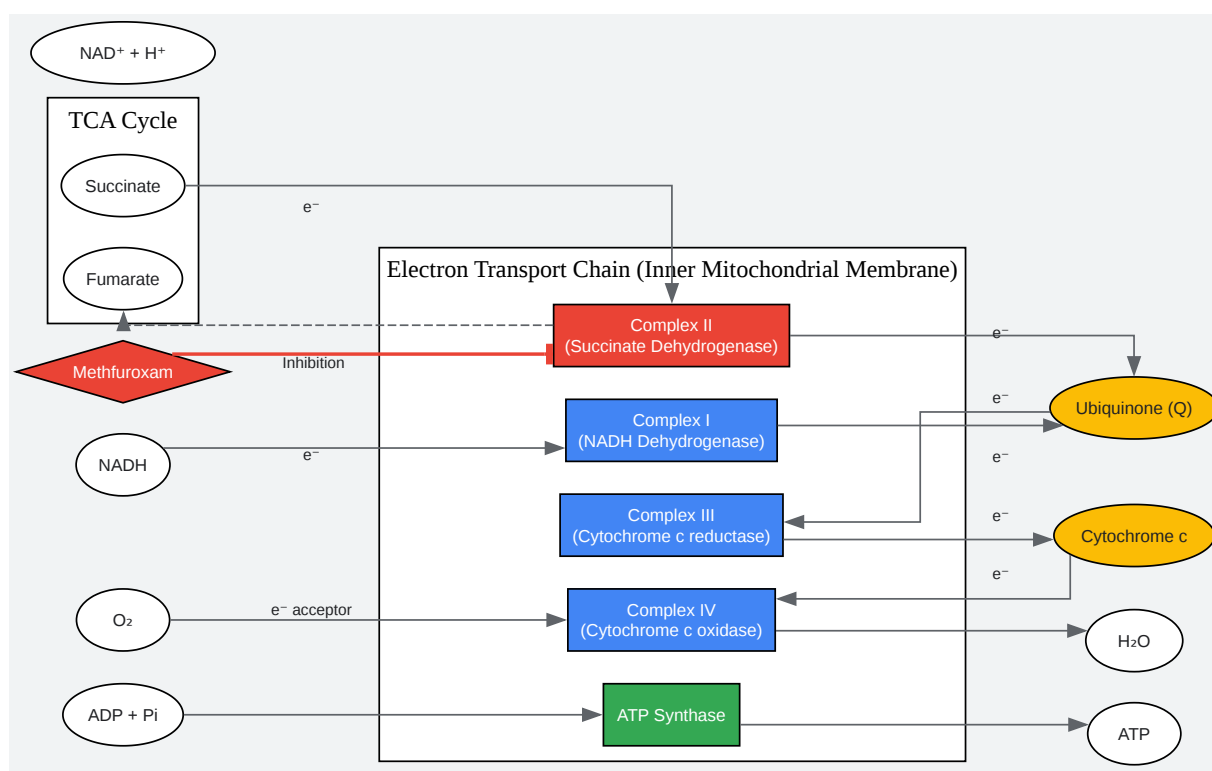 NAD⁺ + H⁺
TCA Cycle
Succinate
e⁻
Fumarate
Electron Transport Chain (Inner Mitochondrial Membrane)
Complex II
(Succinate Dehydrogenase)
e⁻
Methfuroxam
Inhibition
e⁻
Ubiquinone (Q)
Complex I
(NADH Dehydrogenase)
NADH
e⁻
e⁻
Complex III
(Cytochrome c reductase)
e⁻
Cytochrome c
e⁻
O₂
e⁻ acceptor
Complex IV
(Cytochrome c oxidase)
H₂O
ADP + Pi
ATP Synthase
ATP